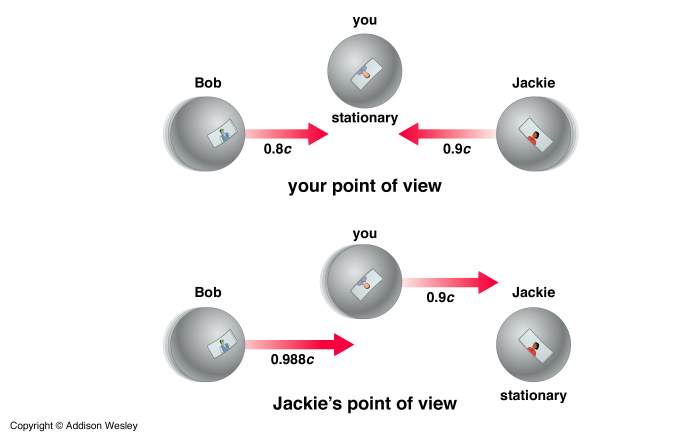 you
Bob
Jackie
stationary
0.8c
0.9c
your point of view
you
Bob
0.9c
Jackie
0.988c
stationary
Jackie's point of view
Copyright © Addison Wesley